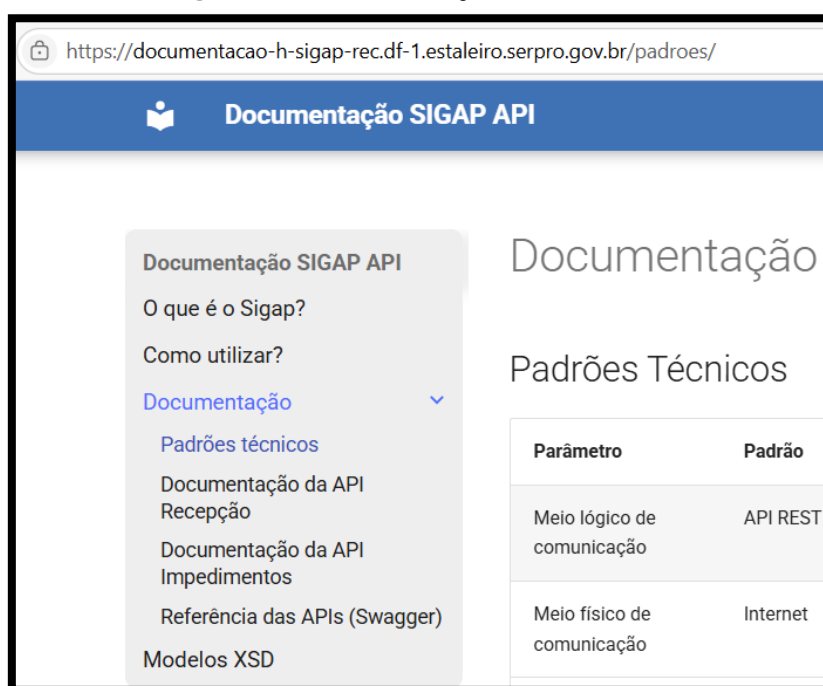 https://documentacao-h-sigap-rec.df-1.estaleiro.serpro.gov.br/padroes/
Documentação SIGAP API
Documentação SIGAP API
O que é o Sigap?
Como utilizar?
Documentação
Padrões técnicos
Documentação da API
Recepção
Documentação da API
Impedimentos
Referência das APIs (Swagger)
Modelos XSD
Documentação
Padrões Técnicos
Parâmetro Padrão
Meio lógico de API REST
comunicação
Meio físico de Internet
comunicação